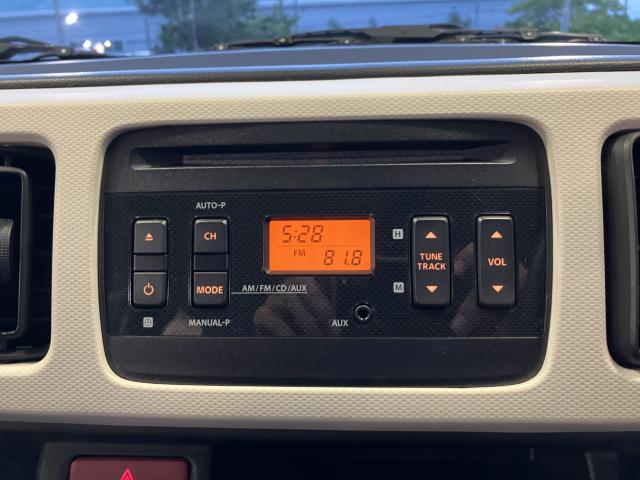 AUTO-P
CH
5:28
FM 81.8
H
TUNE
TRACK
VOL
MODE
AM/FM/CD/AUX
M
MANUAL-P
AUX